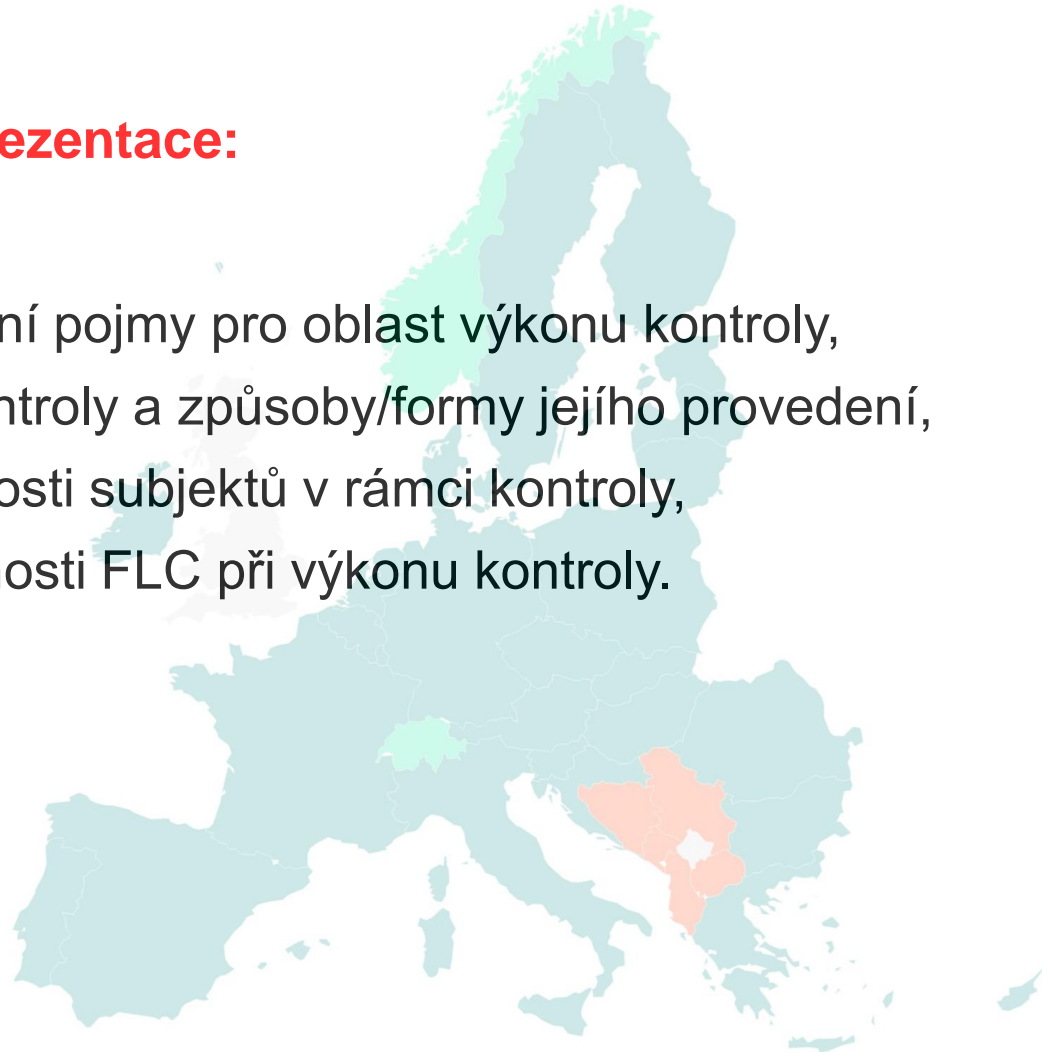 ezentace:
ní pojmy pro oblast výkonu kontroly,
ntroly a způsoby/formy jejího provedení,
osti subjektů v rámci kontroly,
nosti FLC při výkonu kontroly.